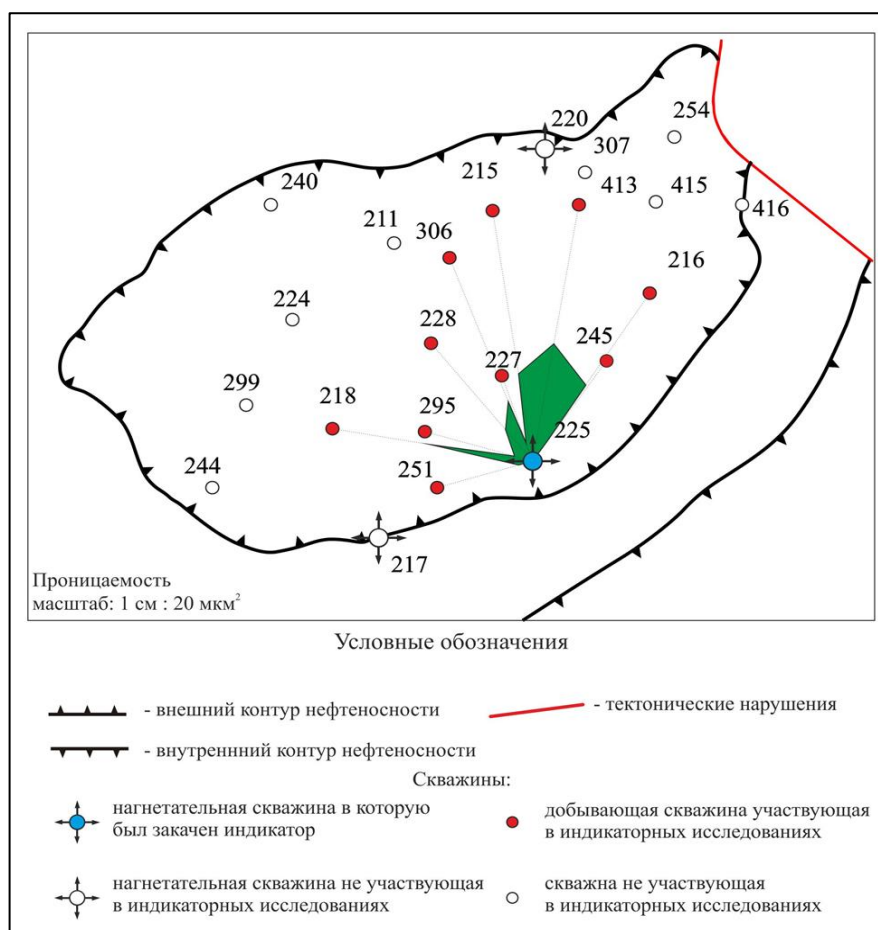 220
254
307
215
413
415
240
416
211
306
216
224
228
245
227
299
218
295
225
244
251
217
Проницаемость
масштаб: 1 см : 20 мкм²
Условные обозначения
- внешний контур нефтеносности
- тектонические нарушения
- внутреннний контур нефтеносности
Скважины:
нагнетательная скважина в которую
был закачен индикатор
добывающая скважина участвующая
в индикаторных исследованиях
нагнетательная скважина не участвующая
в индикаторных исследованиях
скважна не участвующая
в индикаторных исследованиях